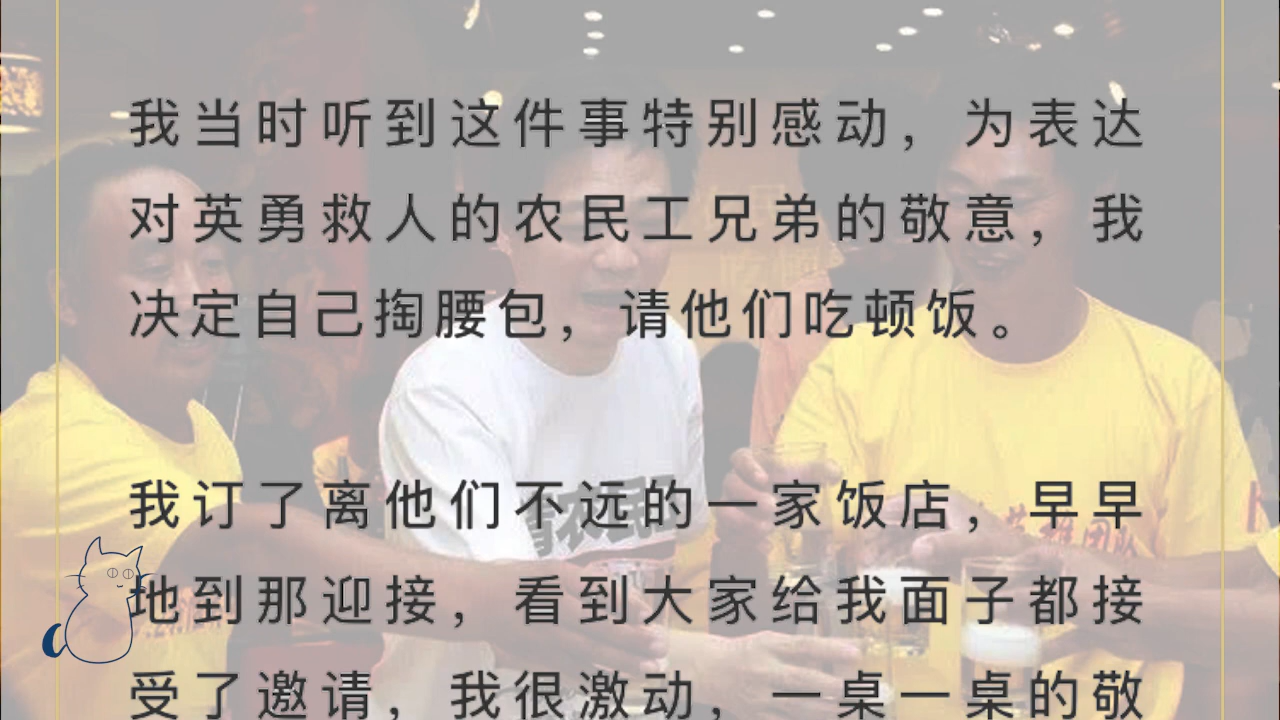 我当时听到这件事特别感动，为表达
对英勇救人的农民工兄弟的敬意，我
决定自己掏腰包，请他们吃顿饭。
我订了离他们不远的一家饭店，早早
地到那迎接，看到大家给我面子都接
受了邀请，我很激动，一桌一桌的敬